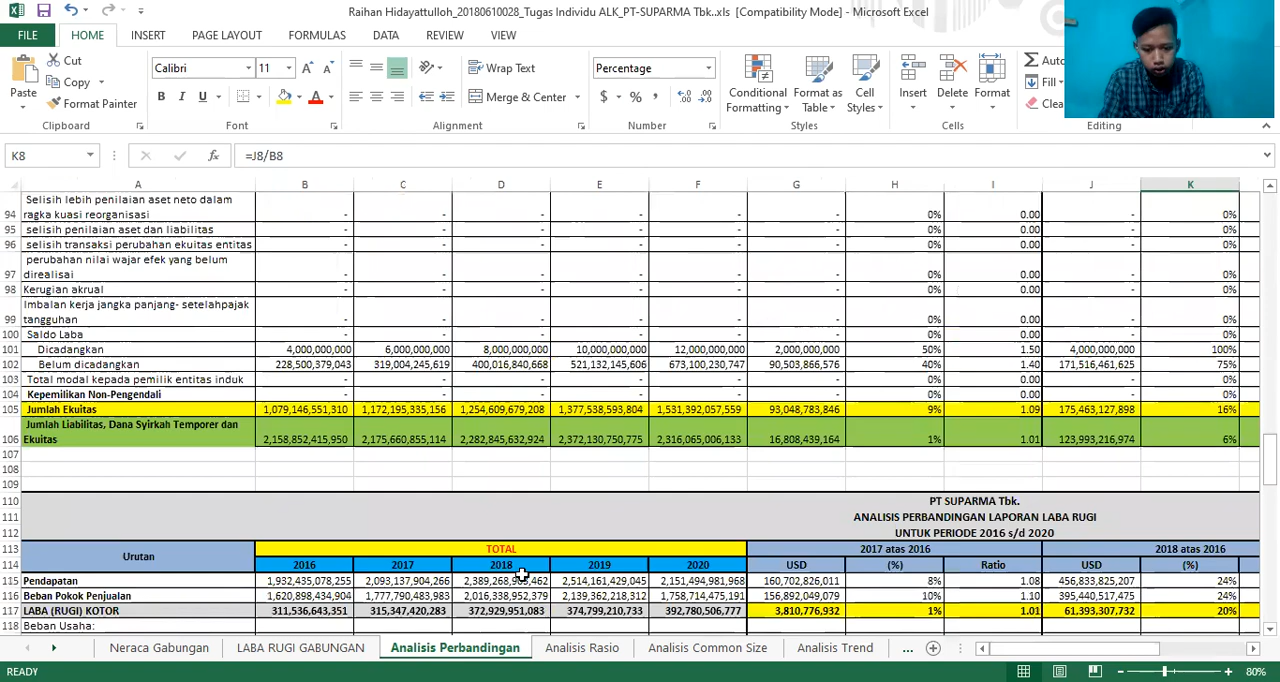 Raihan Hidayattulloh_20180610028_Tugas Individu ALK_PT-SUPARMA Tbk..xls [Compatibility Mode] - Microsoft Excel
FILE HOME INSERT PAGE LAYOUT FORMULAS DATA REVIEW VIEW
Cut
Copy
Format Painter
Paste
Clipboard
Calibri 11
B I U
Font
Wrap Text
Merge & Center
Alignment
Percentage
$ % ,
Number
Conditional Formatting
Format as Table
Cell Styles
Styles
Insert Delete Format
Cells
Auto
Fill
Clea
Editing
K8 fx =J8/B8
A B C D E F G H I J K
94 Selisih lebih penilaian aset neto dalam ragka kuasi reorganisasi - - - - - - 0% 0.00 - 0%
95 selisih penilaian aset dan liabilitas - - - - - - 0% 0.00 - 0%
96 selisih transaksi perubahan ekuitas entitas - - - - - - 0% 0.00 - 0%
97 perubahan nilai wajar efek yang belum direalisai - - - - - - 0% 0.00 - 0%
98 Kerugian akrual - - - - - - 0% 0.00 - 0%
99 Imbalan kerja jangka panjang- setelahpajak tangguhan - - - - - - 0% 0.00 - 0%
100 Saldo Laba - - - - - - 0% 0.00 - 0%
101 Dicadangkan 4,000,000,000 6,000,000,000 8,000,000,000 10,000,000,000 12,000,000,000 2,000,000,000 50% 1.50 4,000,000,000 100%
102 Belum dicadangkan 228,500,379,043 319,004,245,619 400,016,840,668 521,132,145,606 673,100,230,747 90,503,866,576 40% 1.40 171,516,461,625 75%
103 Total modal kepada pemilik entitas induk - - - - - - 0% 0.00 - 0%
104 Kepemilikan Non-Pengendali - - - - - - 0% 0.00 - 0%
105 Jumlah Ekuitas 1,079,146,551,310 1,172,195,335,156 1,254,609,679,208 1,377,538,593,804 1,531,392,057,559 93,048,783,846 9% 1.09 175,463,127,898 16%
106 Jumlah Liabilitas, Dana Syirkah Temporer dan Ekuitas 2,158,852,415,950 2,175,660,855,114 2,282,845,632,924 2,372,130,750,775 2,316,065,006,133 16,808,439,164 1% 1.01 123,993,216,974 6%
107
108
109
110 PT SUPARMA Tbk.
111 ANALISIS PERBANDINGAN LAPORAN LABA RUGI
112 UNTUK PERIODE 2016 s/d 2020
113 Urutan TOTAL 2017 atas 2016 2018 atas 2016
114 2016 2017 2018 2019 2020 USD (%) Ratio USD (%)
115 Pendapatan 1,932,435,078,255 2,093,137,904,266 2,389,268, 462 2,514,161,429,045 2,151,494,981,968 160,702,826,011 8% 1.08 456,833,825,207 24%
116 Beban Pokok Penjualan 1,620,898,434,904 1,777,790,483,983 2,016,338,952,379 2,139,362,218,312 1,758,714,475,191 156,892,049,079 10% 1.10 395,440,517,475 24%
117 LABA (RUGI) KOTOR 311,536,643,351 315,347,420,283 372,929,951,083 374,799,210,733 392,780,506,777 3,810,776,932 1% 1.01 61,393,307,732 20%
118 Beban Usaha:
Neraca Gabungan LABA RUGI GABUNGAN Analisis Perbandingan Analisis Rasio Analisis Common Size Analisis Trend ...
READY 80%